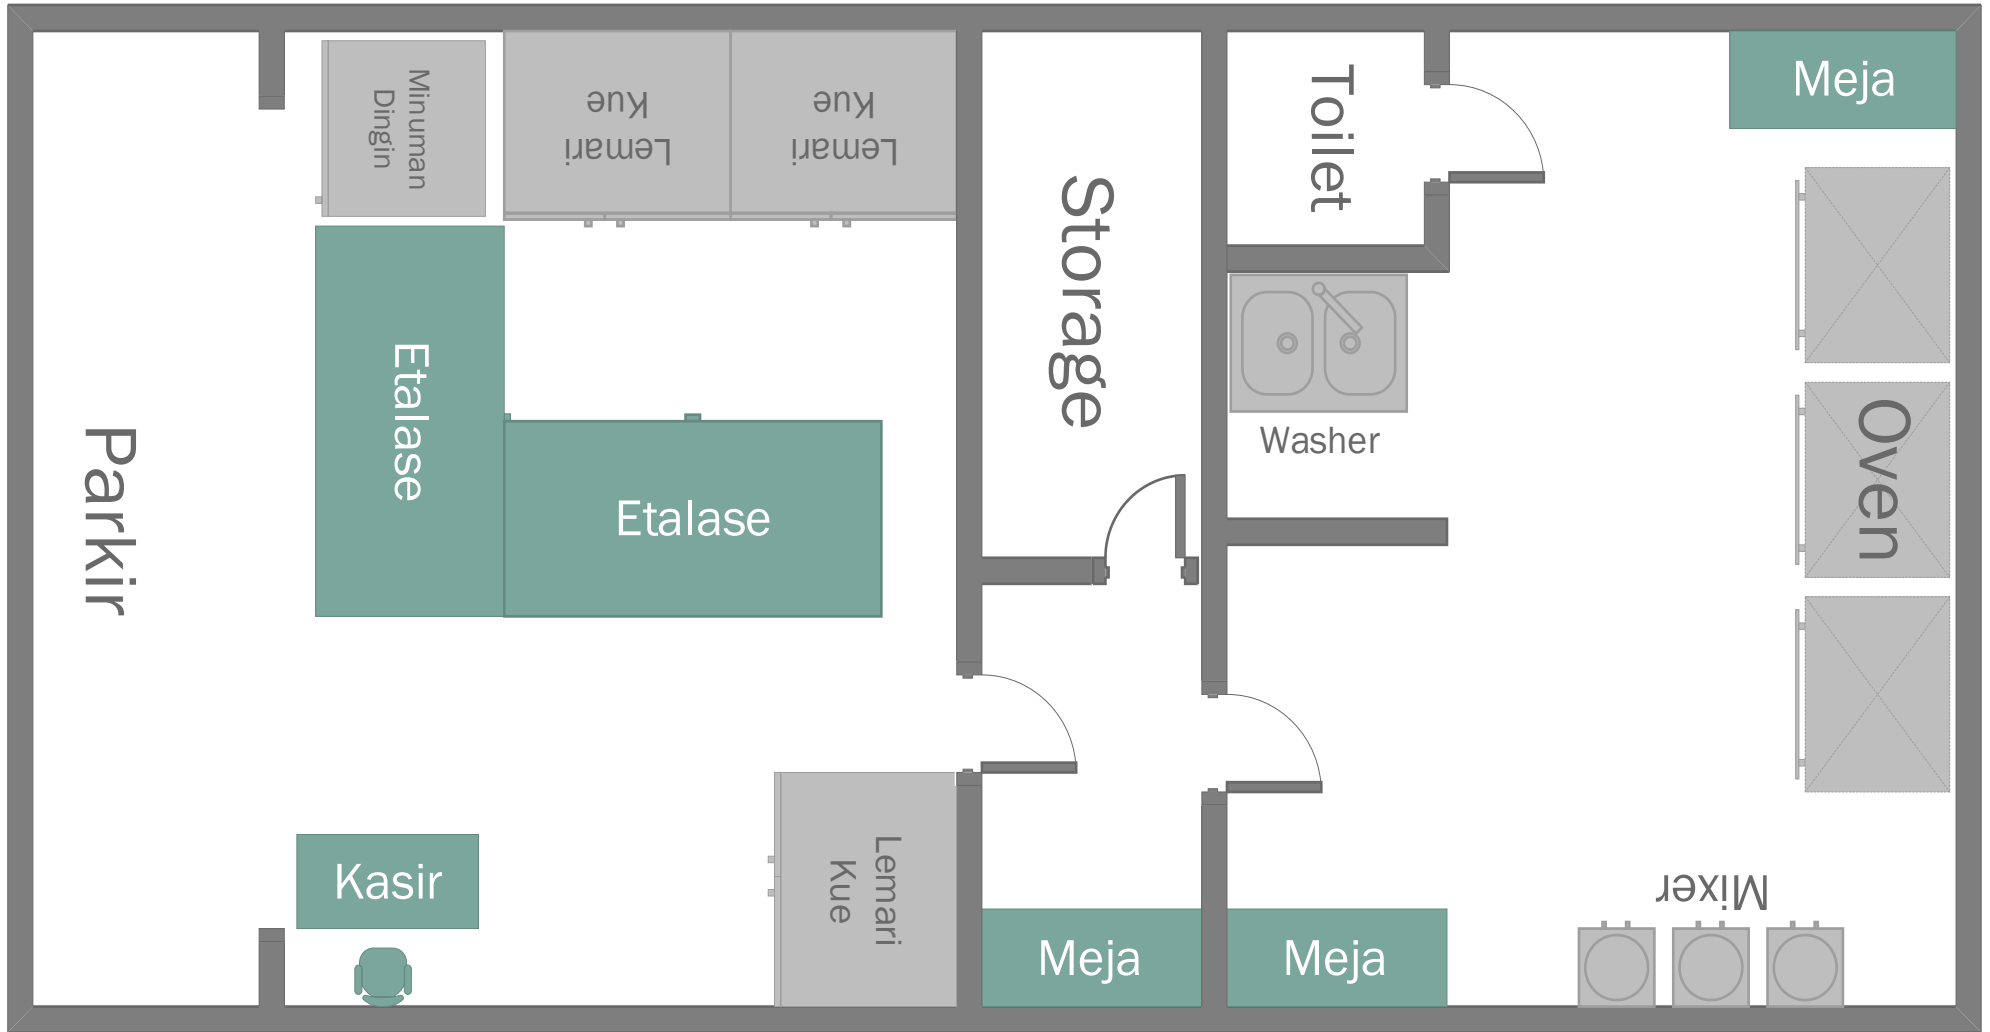 Parkir
Minuman
Dingin
Lemari
Kue
Lemari
Kue
Etalase
Etalase
Kasir
Lemari
Kue
Storage
Meja
Toilet
Washer
Meja
Meja
Oven
Mixer